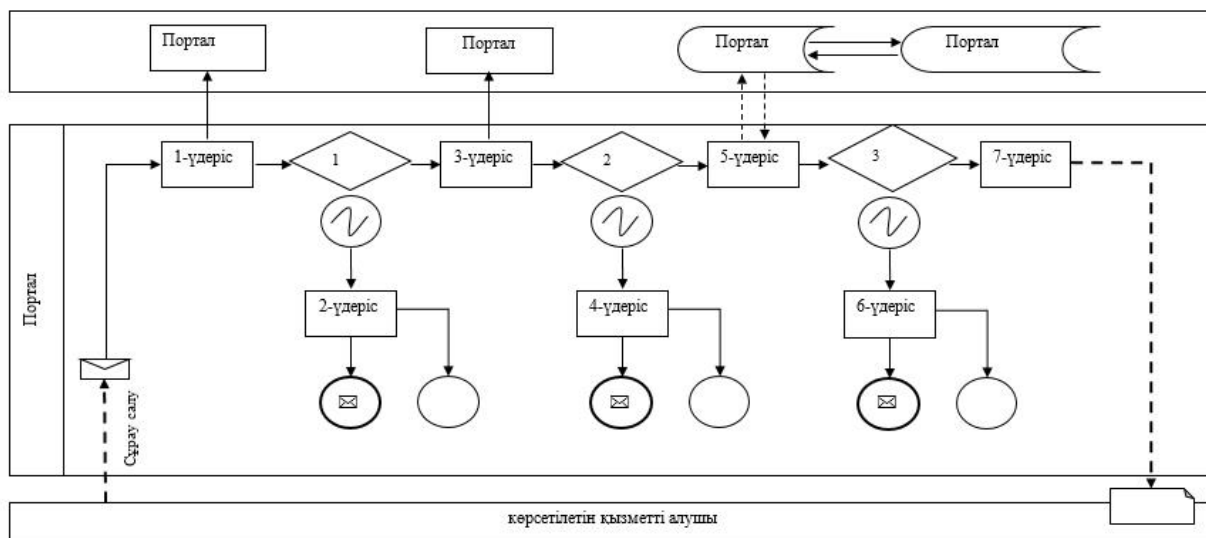 Портал
Портал
Портал
Портал
1-үдеріс
1
3-үдеріс
2
5-үдеріс
3
7-үдеріс
Портал
2-үдеріс
4-үдеріс
6-үдеріс
Сұрау салу
көрсетілетін қызметті алушы